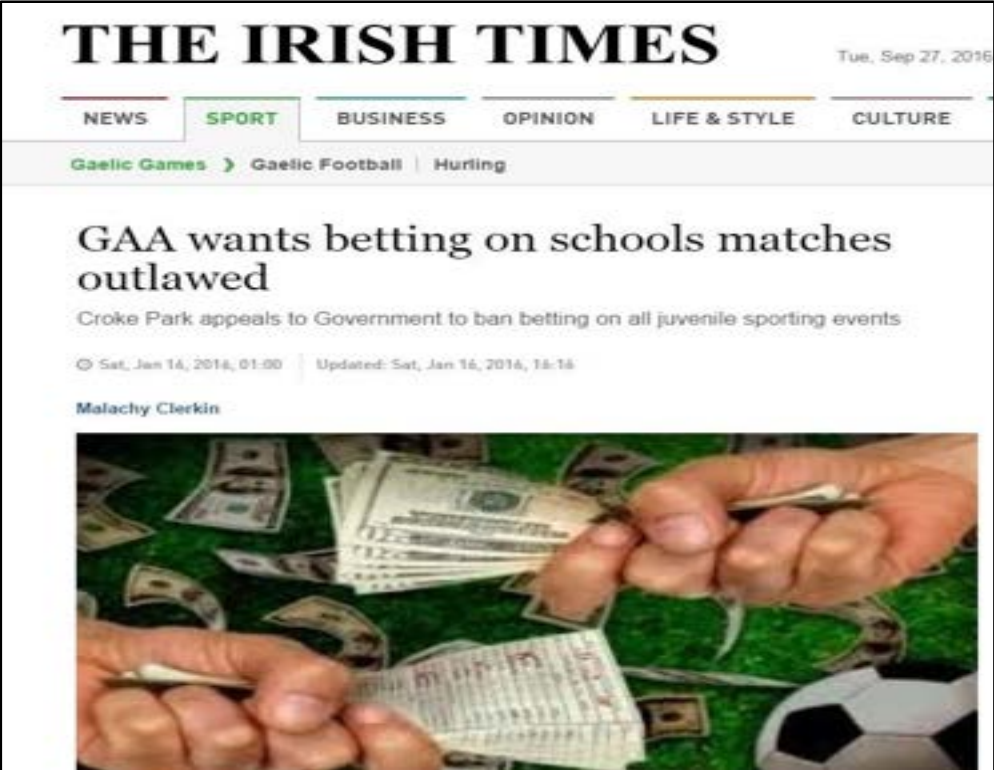 THE IRISH TIMES
Tue, Sep 27, 2016
NEWS SPORT BUSINESS OPINION LIFE & STYLE CULTURE
Gaelic Games ❯ Gaelic Football | Hurling
GAA wants betting on schools matches
outlawed
Croke Park appeals to Government to ban betting on all juvenile sporting events
Sat, Jan 16, 2016, 01:00 Updated: Sat, Jan 16, 2016, 16:16
Malachy Clerkin